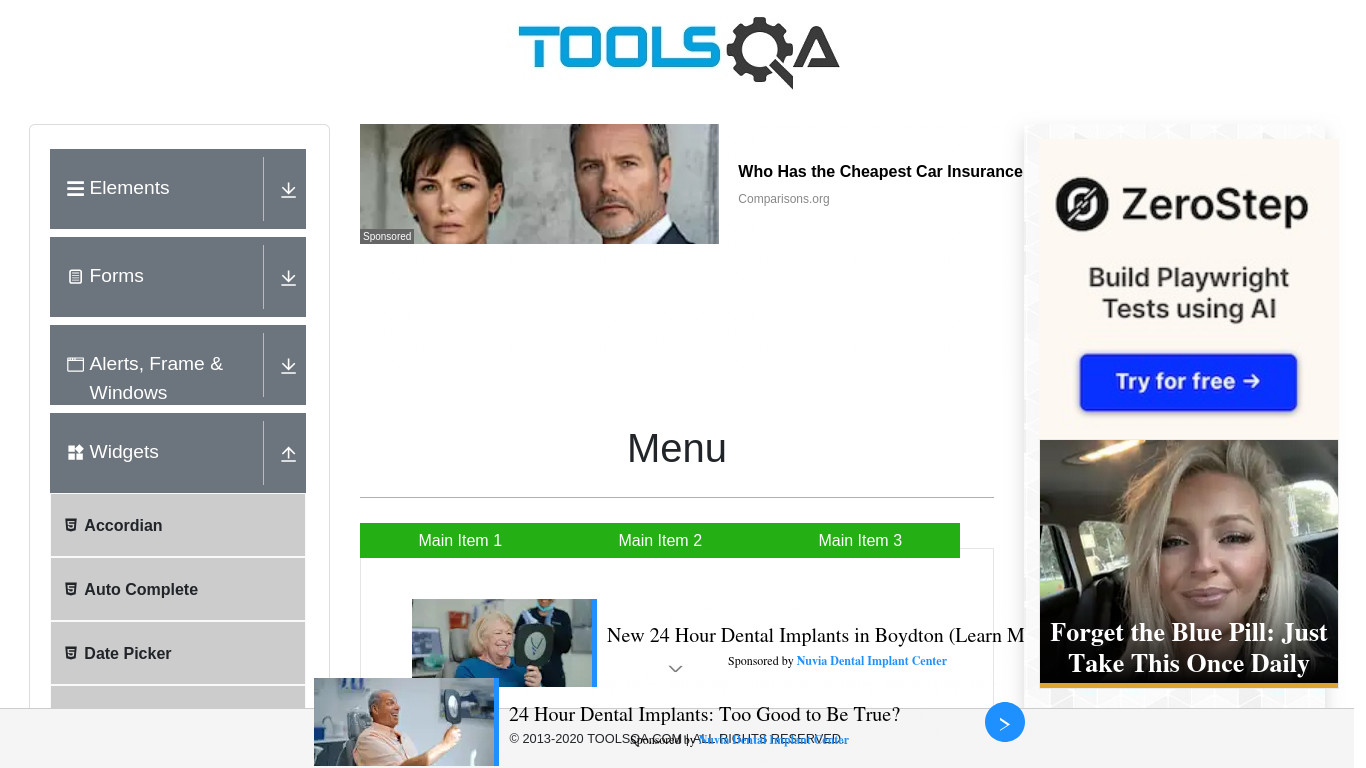 TOOLSQA
Elements
Forms
Alerts, Frame &
Windows
Widgets
Accordian
Auto Complete
Date Picker
Sponsored
Who Has the Cheapest Car Insurance
Comparisons.org
Menu
Main Item 1
Main Item 2
Main Item 3
New 24 Hour Dental Implants in Boydton (Learn M
Sponsored by Nuvia Dental Implant Center
24 Hour Dental Implants: Too Good to Be True?
Sponsored by Nuvia Dental Implant Center
© 2013-2020 TOOLSQA.COM | ALL RIGHTS RESERVED.
ZeroStep
Build Playwright
Tests using AI
Try for free →
Forget the Blue Pill: Just
Take This Once Daily